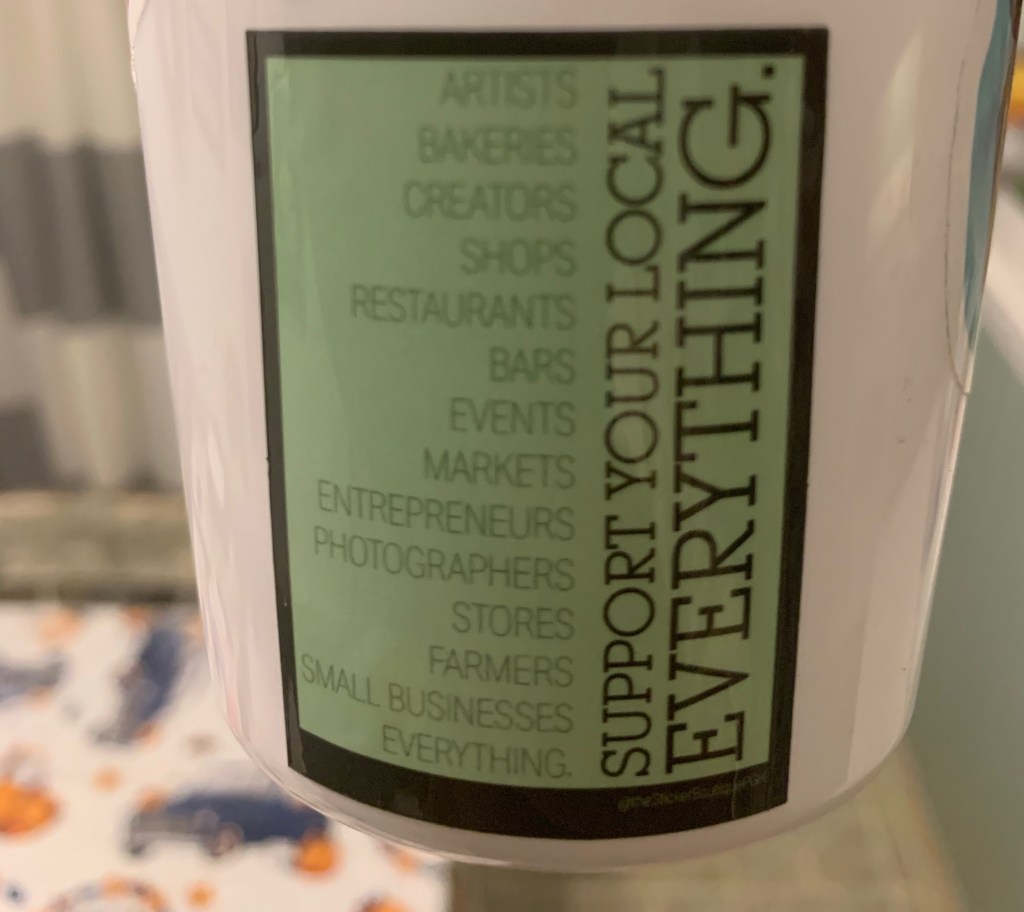 ARTISTS
BAKERIES
CREATORS
SHOPS
RESTAURANTS
BARS
EVENTS
MARKETS
ENTREPRENEURS
PHOTOGRAPHERS
STORES
FARMERS
SMALL BUSINESSES
EVERYTHING.
SUPPORT YOUR LOCAL
EVERYTHING.